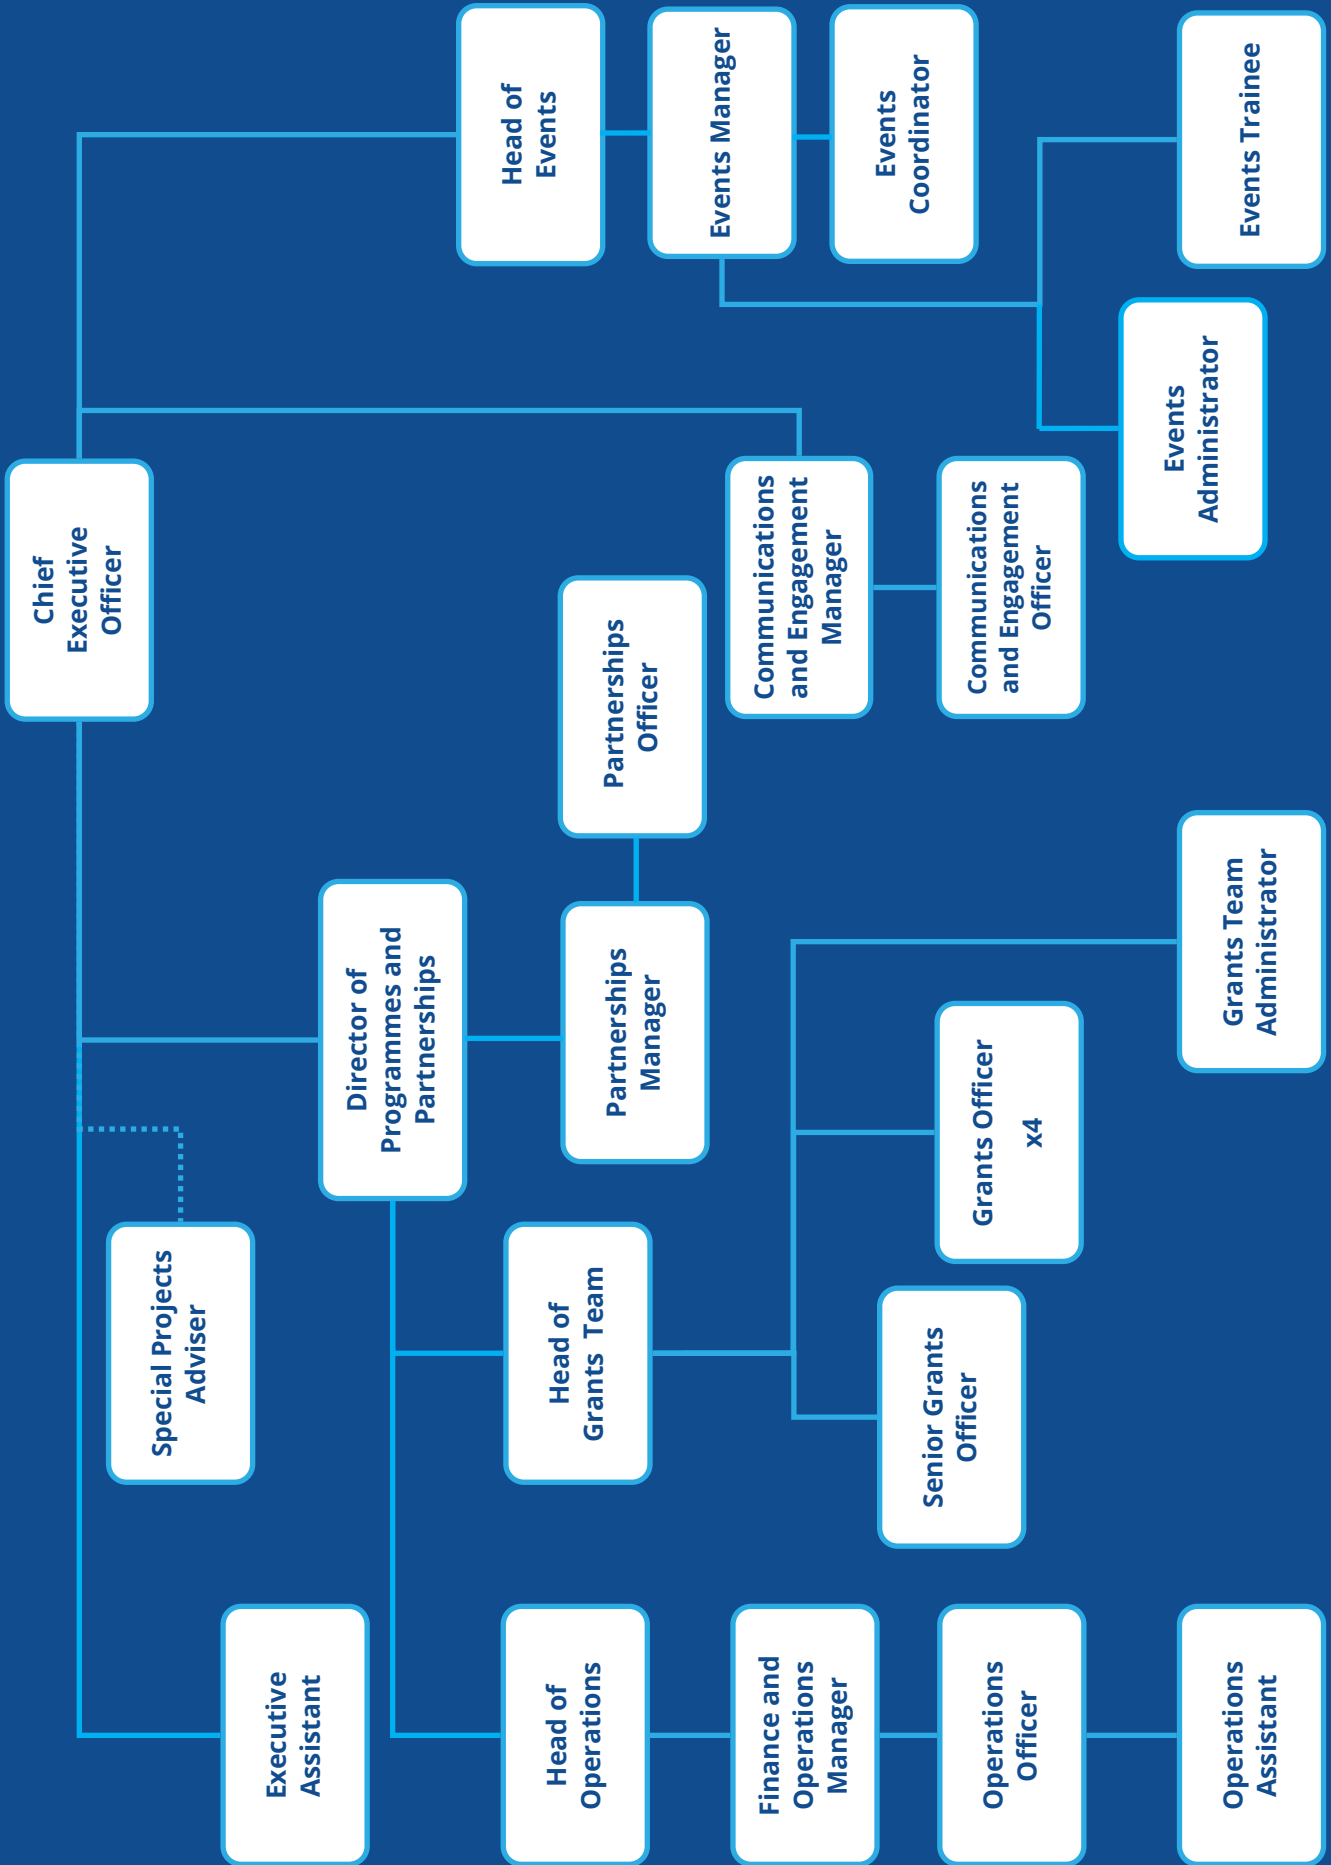 Chief
Executive
Officer
Executive
Assistant
Special Projects
Adviser
Director of
Programmes and
Partnerships
Head of
Operations
Finance and
Operations
Manager
Operations
Officer
Operations
Assistant
Head of
Grants Team
Senior Grants
Officer
Grants Officer
x4
Grants Team
Administrator
Partnerships
Manager
Partnerships
Officer
Communications
and Engagement
Manager
Communications
and Engagement
Officer
Head of
Events
Events Manager
Events
Coordinator
Events
Administrator
Events Trainee